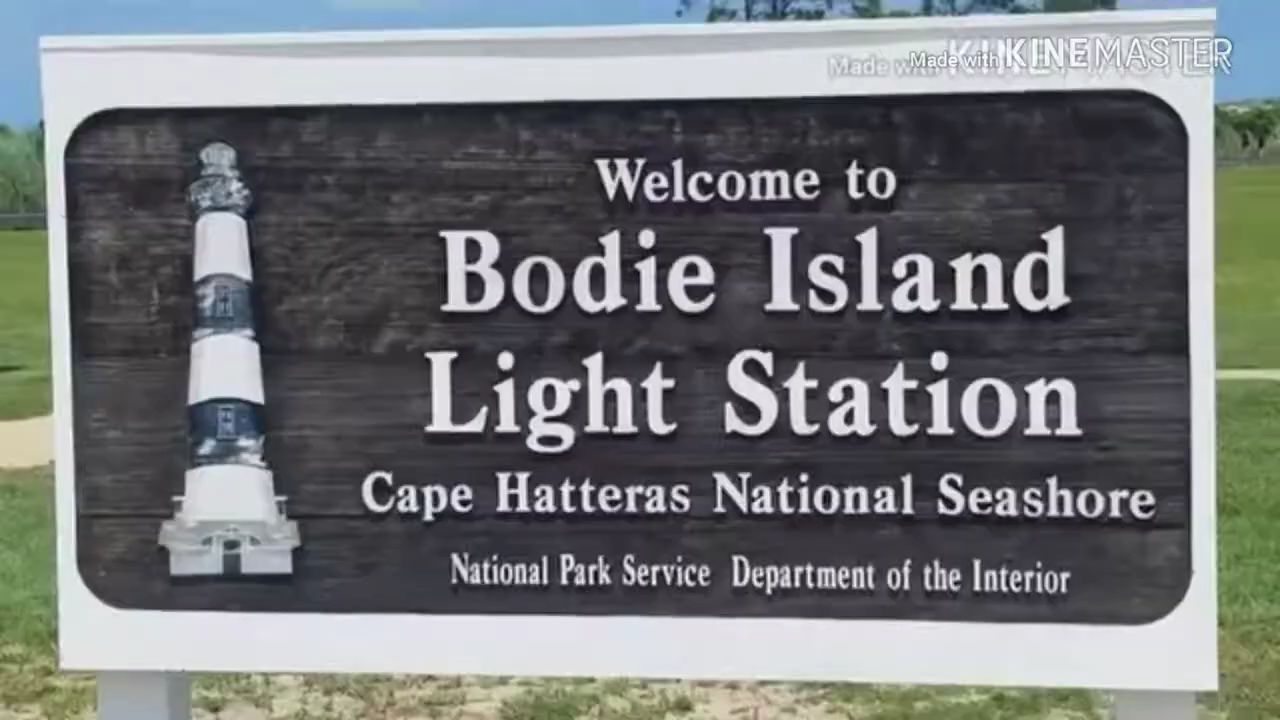 Made with KINEMASTER
Welcome to
Bodie Island
Light Station
Cape Hatteras National Seashore
National Park Service Department of the Interior